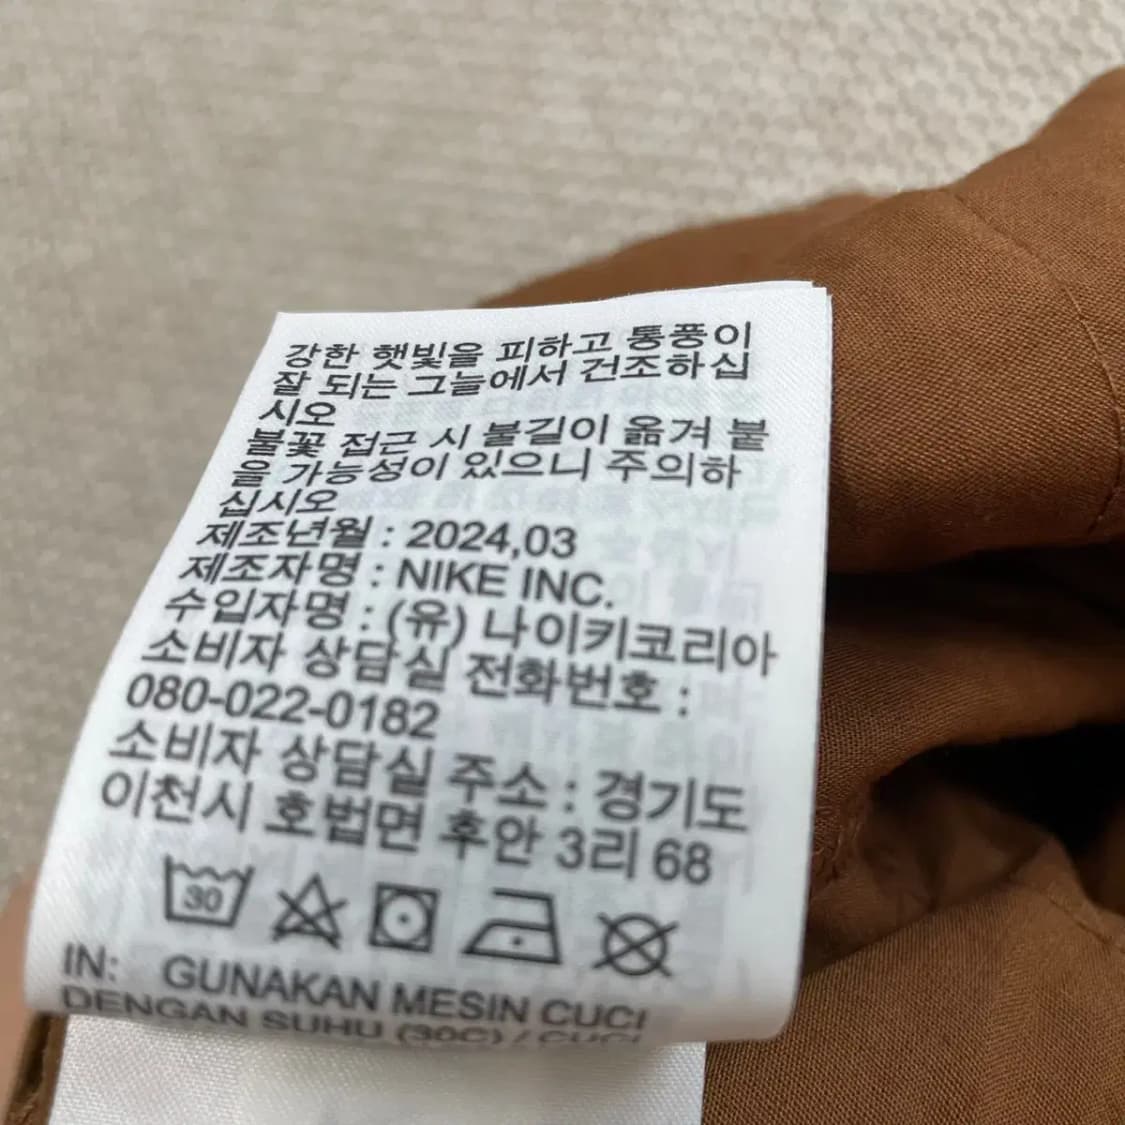 강한 햇빛을 피하고 통풍이
잘 되는 그늘에서 건조하십
시오
불꽃 접근 시 불길이 옮겨 붙
을 가능성이 있으니 주의하
십시오
제조년월 : 2024,03
제조자명 : NIKE INC.
수입자명 : (유) 나이키코리아
소비자 상담실 전화번호 :
080-022-0182
소비자 상담실 주소 : 경기도
이천시 호법면 후안 3리 68
30
IN: GUNAKAN MESIN CUCI
DENGAN SUHU (30C) / CUCI